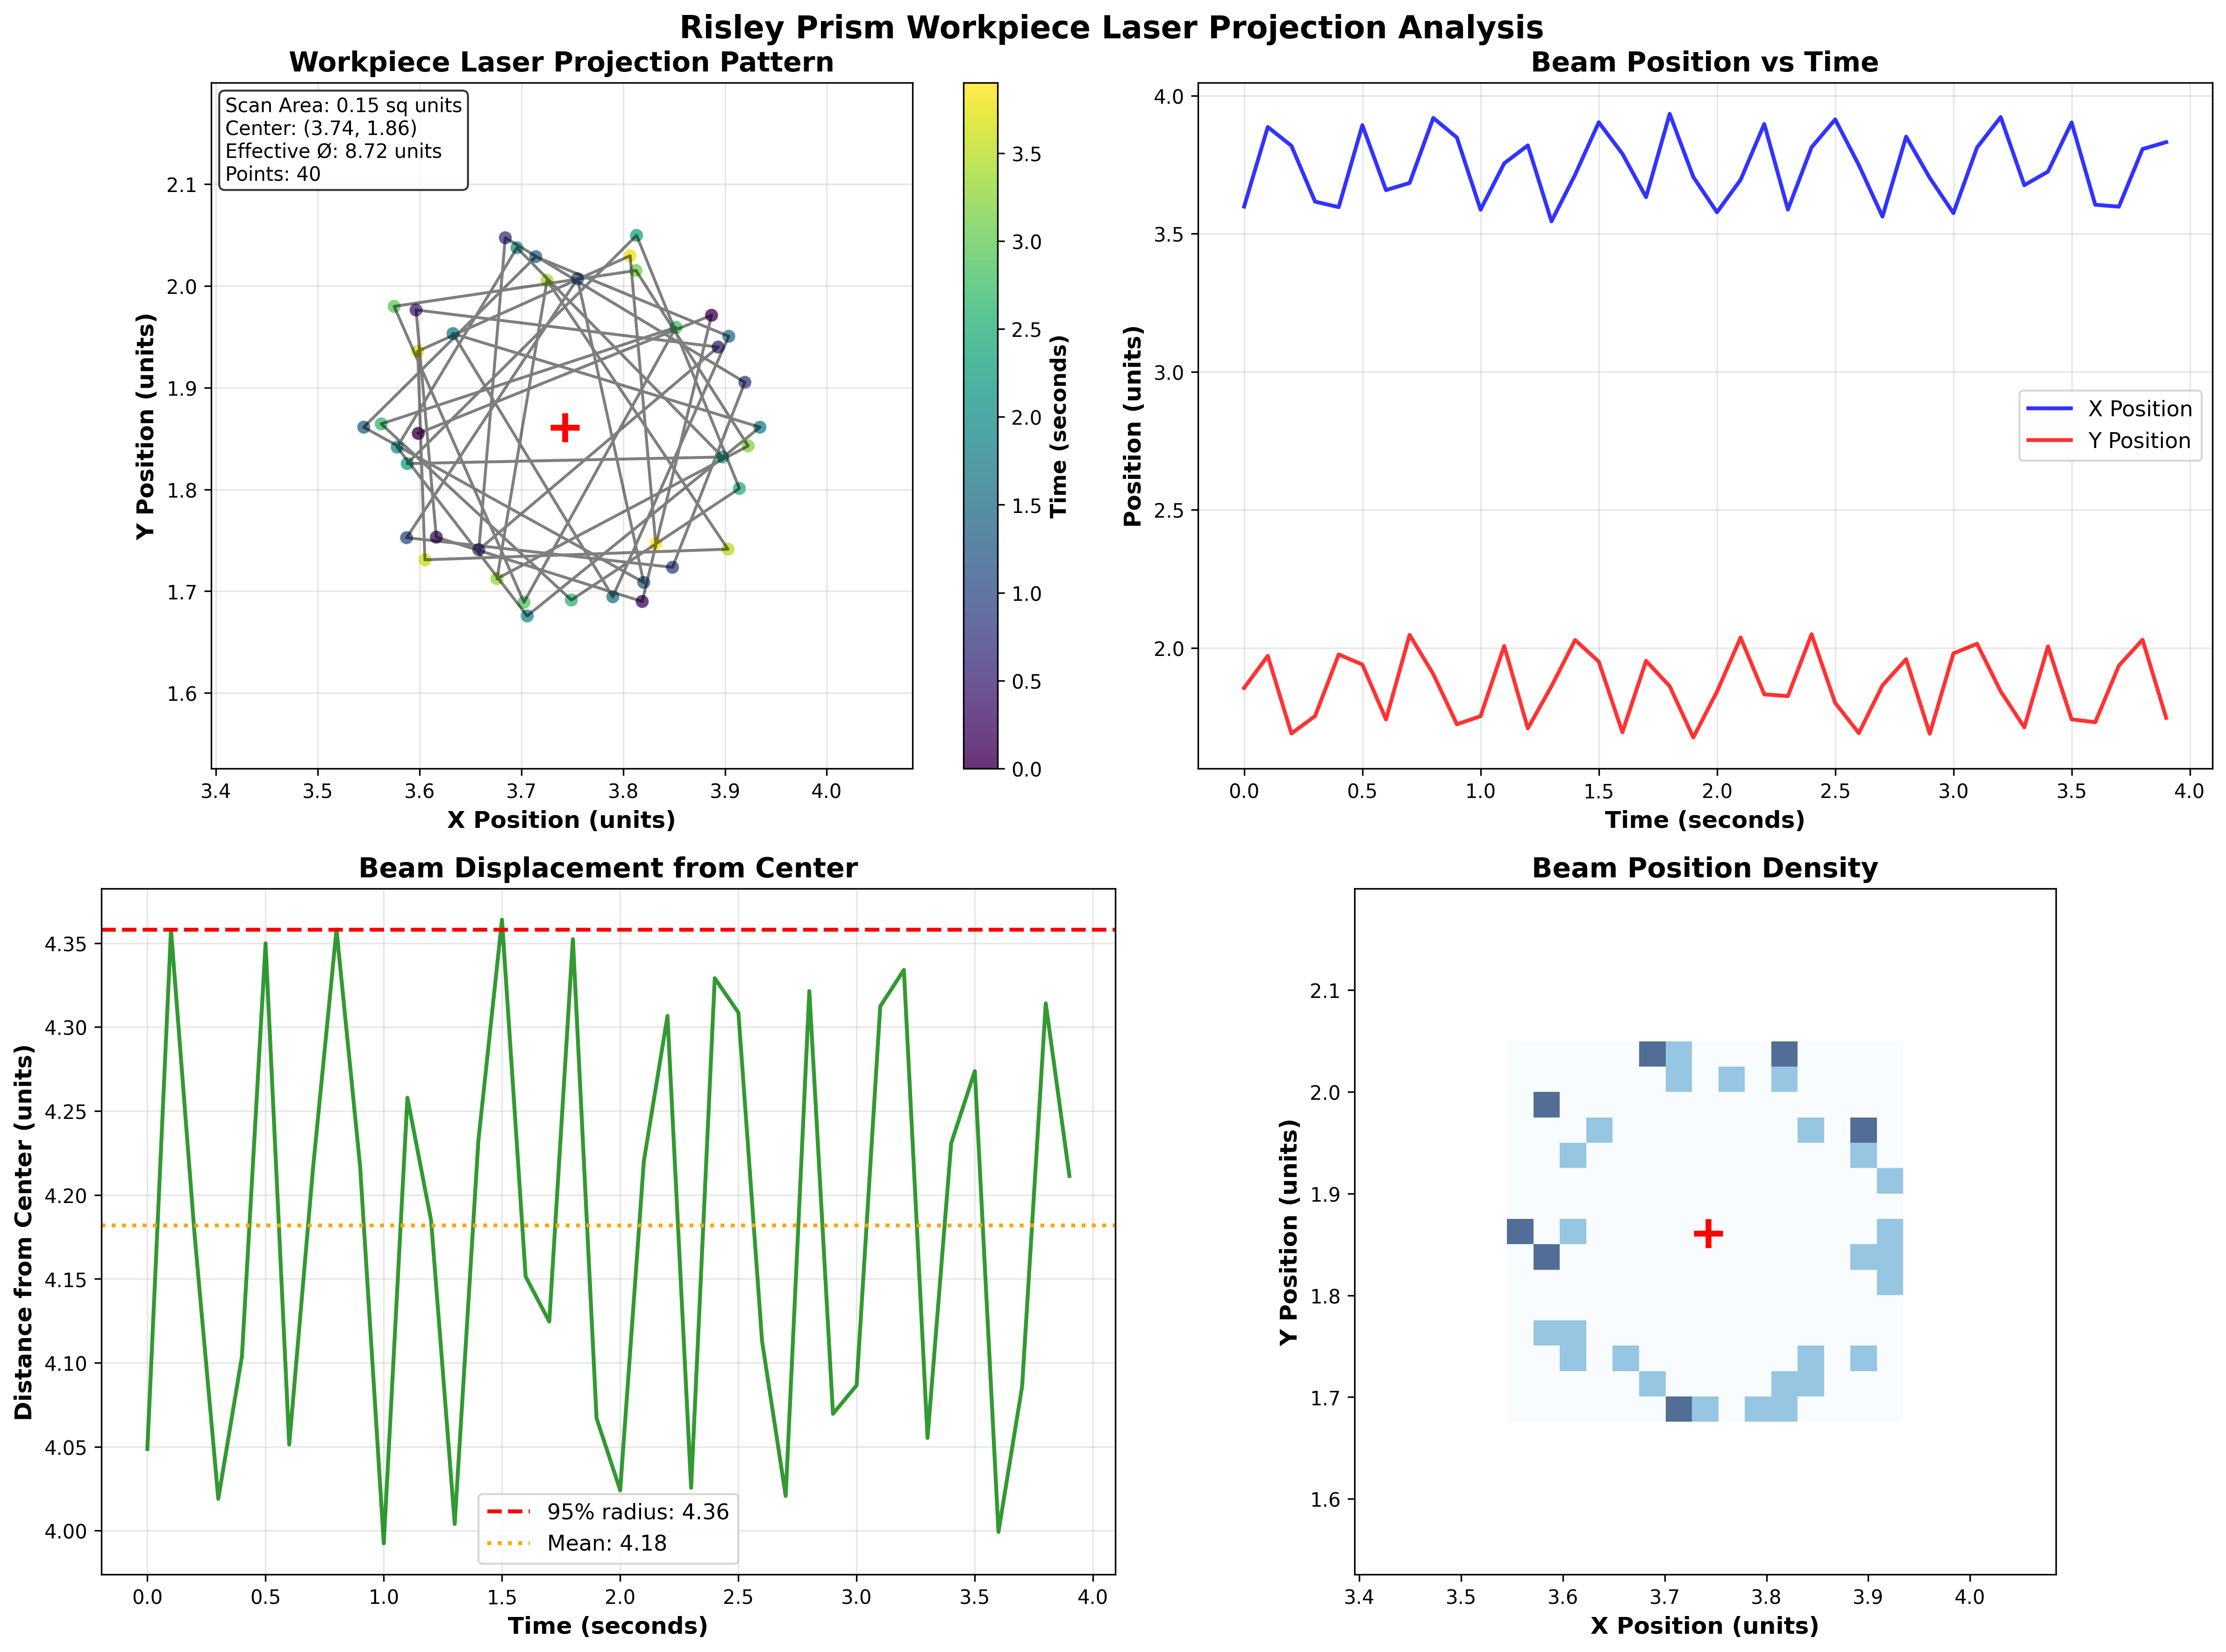 Risley Prism Workpiece Laser Projection Analysis
Workpiece Laser Projection Pattern
Scan Area: 0.15 sq units
Center: (3.74, 1.86)
Effective Ø: 8.72 units
Points: 40
2.1
2.0
1.9
1.8
1.7
1.6
Y Position (units)
3.4 3.5 3.6 3.7 3.8 3.9 4.0
X Position (units)
3.5
3.0
2.5
2.0
1.5
1.0
0.5
0.0
Time (seconds)
Beam Position vs Time
4.0
3.5
3.0
2.5
2.0
Position (units)
X Position
Y Position
0.0 0.5 1.0 1.5 2.0 2.5 3.0 3.5 4.0
Time (seconds)
Beam Displacement from Center
4.35
4.30
4.25
4.20
4.15
4.10
4.05
4.00
Distance from Center (units)
95% radius: 4.36
Mean: 4.18
0.0 0.5 1.0 1.5 2.0 2.5 3.0 3.5 4.0
Time (seconds)
Beam Position Density
2.1
2.0
1.9
1.8
1.7
1.6
Y Position (units)
3.4 3.5 3.6 3.7 3.8 3.9 4.0
X Position (units)